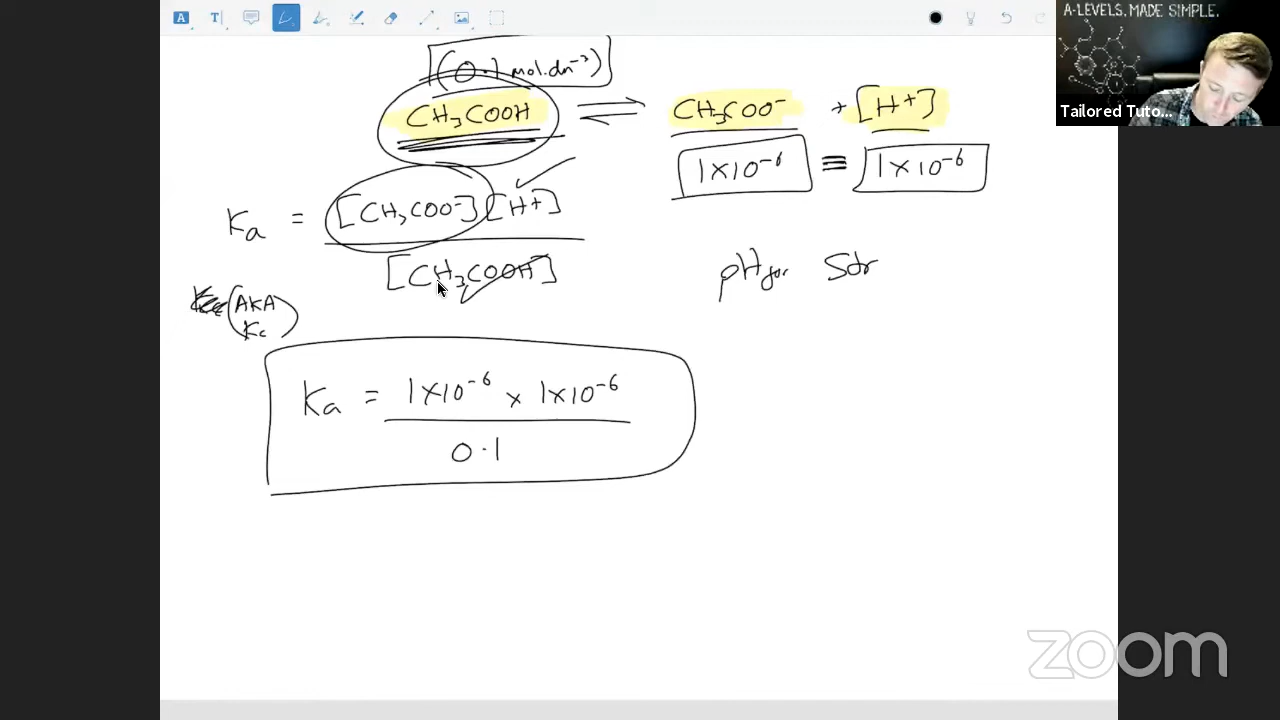 A-LEVELS. MADE SIMPLE.
(0.1 mol.dm⁻³)
CH₃COOH ⇌ CH₃COO⁻ + [H+]
1×10⁻⁶ ≡ 1×10⁻⁶
Ka = [CH₃COO⁻][H+]
[CH₃COOH]
(AKA
Kc)
pH for Str
Ka = 1×10⁻⁶ × 1×10⁻⁶
0.1
Tailored Tuto...
zoom